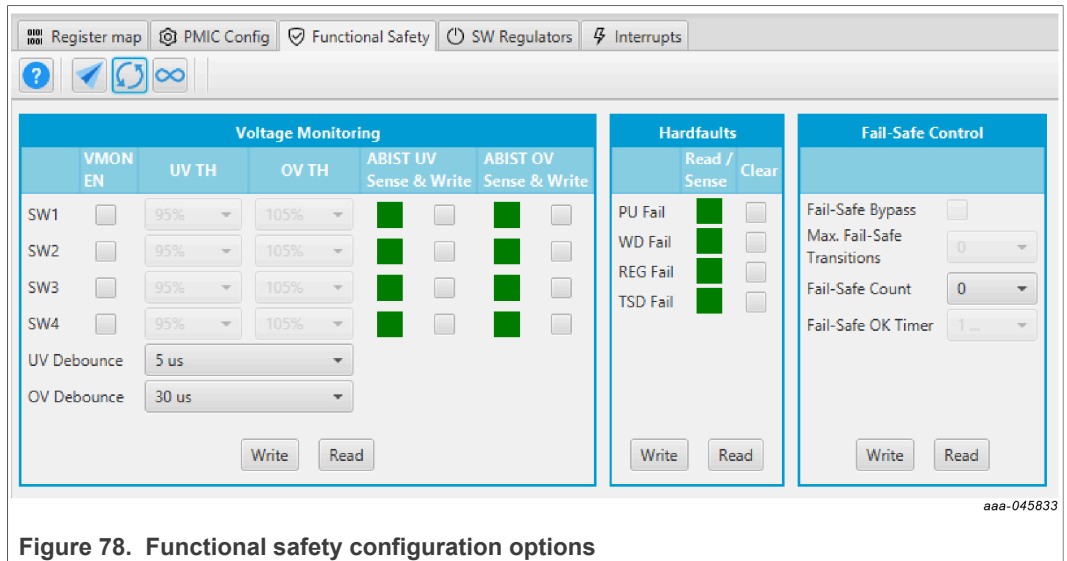 Register map PMIC Config Functional Safety SW Regulators Interrupts
Voltage Monitoring
VMON EN UV TH OV TH ABIST UV Sense & Write ABIST OV Sense & Write
SW1 95% 105%
SW2 95% 105%
SW3 95% 105%
SW4 95% 105%
UV Debounce 5 us
OV Debounce 30 us
Write Read
Hardfaults
Read / Sense Clear
PU Fail
WD Fail
REG Fail
TSD Fail
Write Read
Fail-Safe Control
Fail-Safe Bypass
Max. Fail-Safe
Transitions 0
Fail-Safe Count 0
Fail-Safe OK Timer 1 ...
Write Read
aaa-045833
Figure 78. Functional safety configuration options